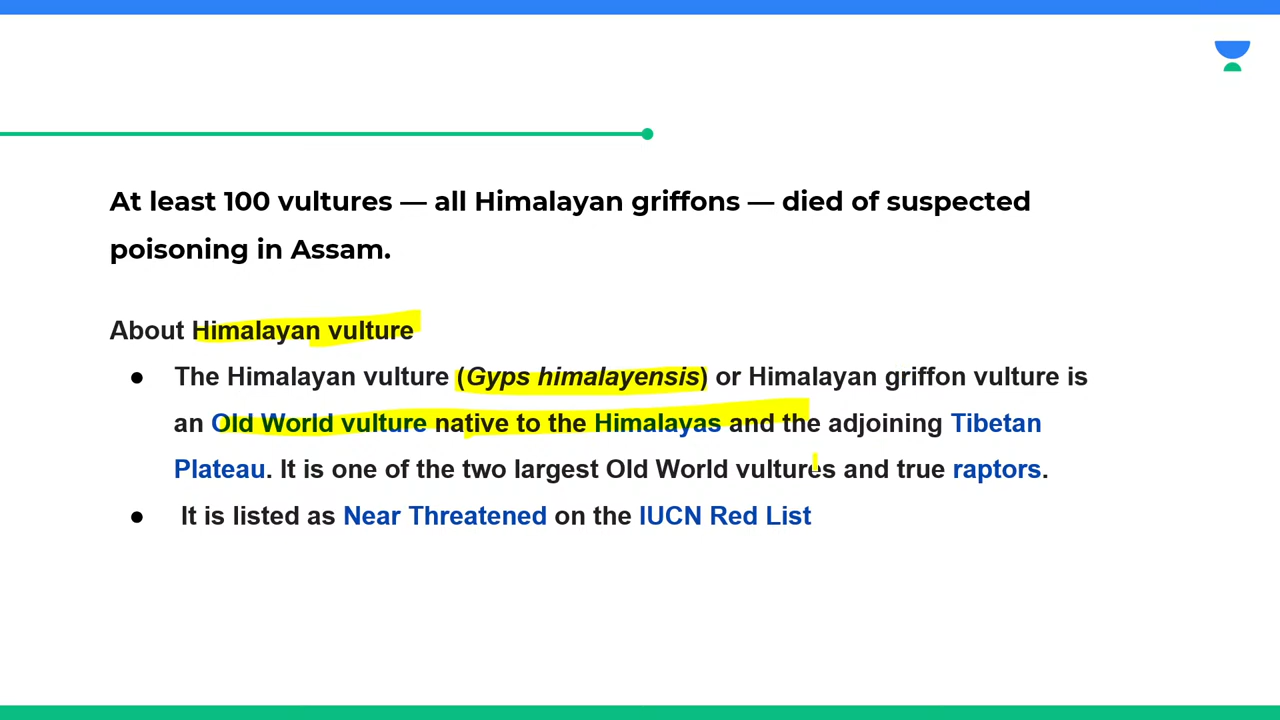 At least 100 vultures — all Himalayan griffons — died of suspected
poisoning in Assam.
About Himalayan vulture
● The Himalayan vulture (Gyps himalayensis) or Himalayan griffon vulture is
an Old World vulture native to the Himalayas and the adjoining Tibetan
Plateau. It is one of the two largest Old World vultures and true raptors.
● It is listed as Near Threatened on the IUCN Red List